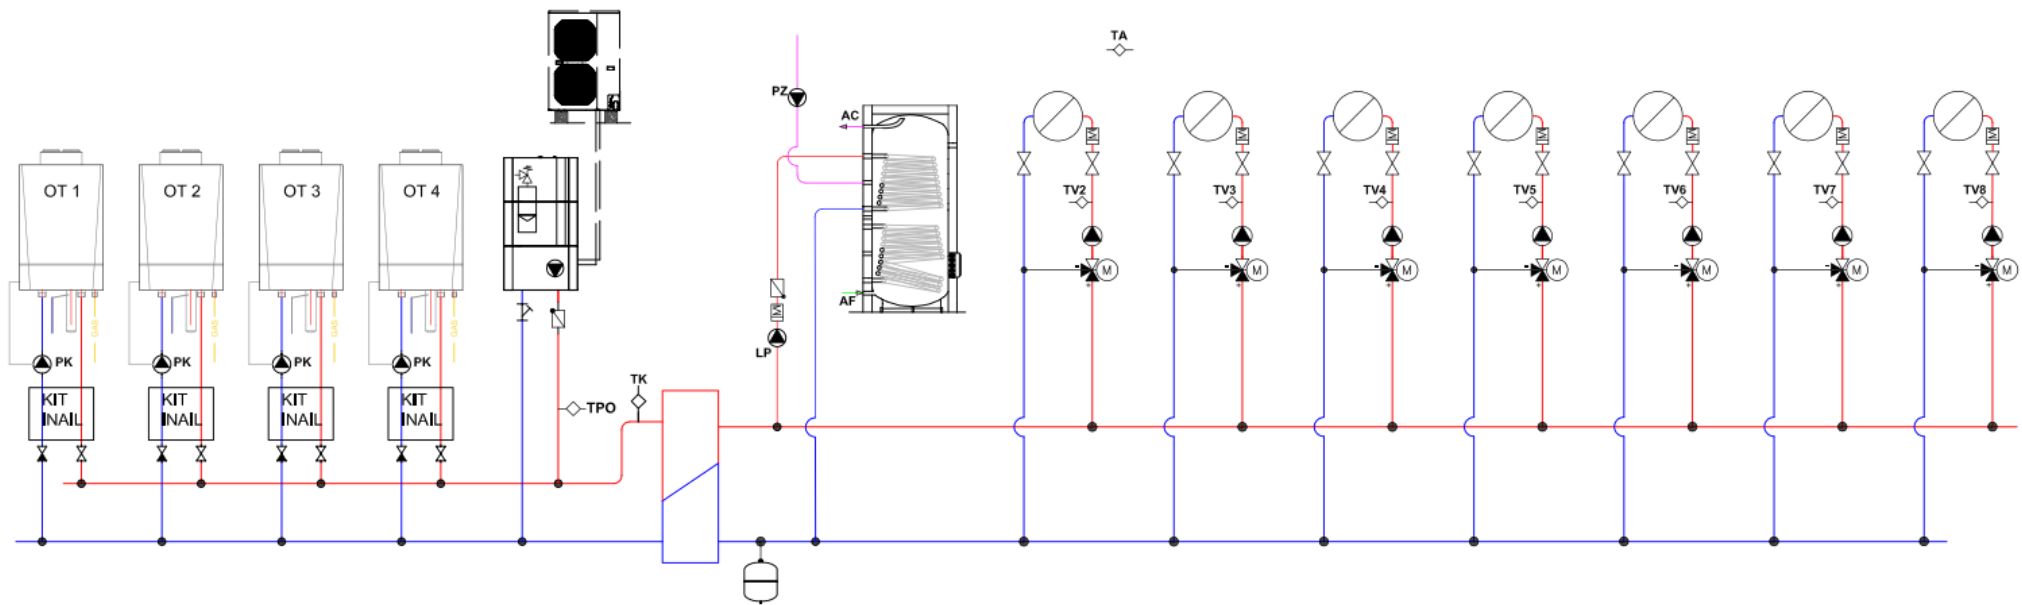 TA
PZ
AC
OT 1
OT 2
OT 3
OT 4
TV2
TV3
TV4
TV5
TV6
TV7
TV8
M
M
M
M
M
M
M
AF
GAS
GAS
GAS
GAS
PK
PK
PK
PK
LP
TK
TPO
KIT
INAIL
KIT
INAIL
KIT
INAIL
KIT
INAIL